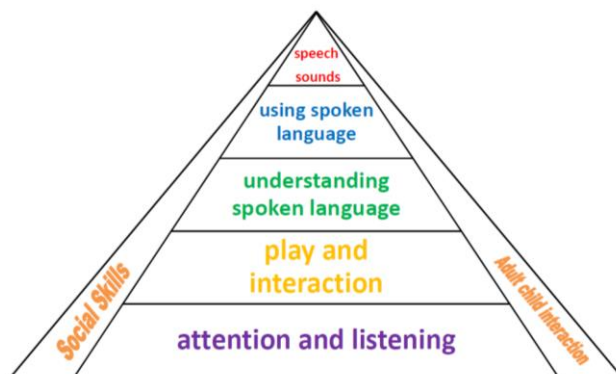 speech
sounds
using spoken
language
understanding
spoken language
play and
interaction
attention and listening
Social Skills
Adult child interaction